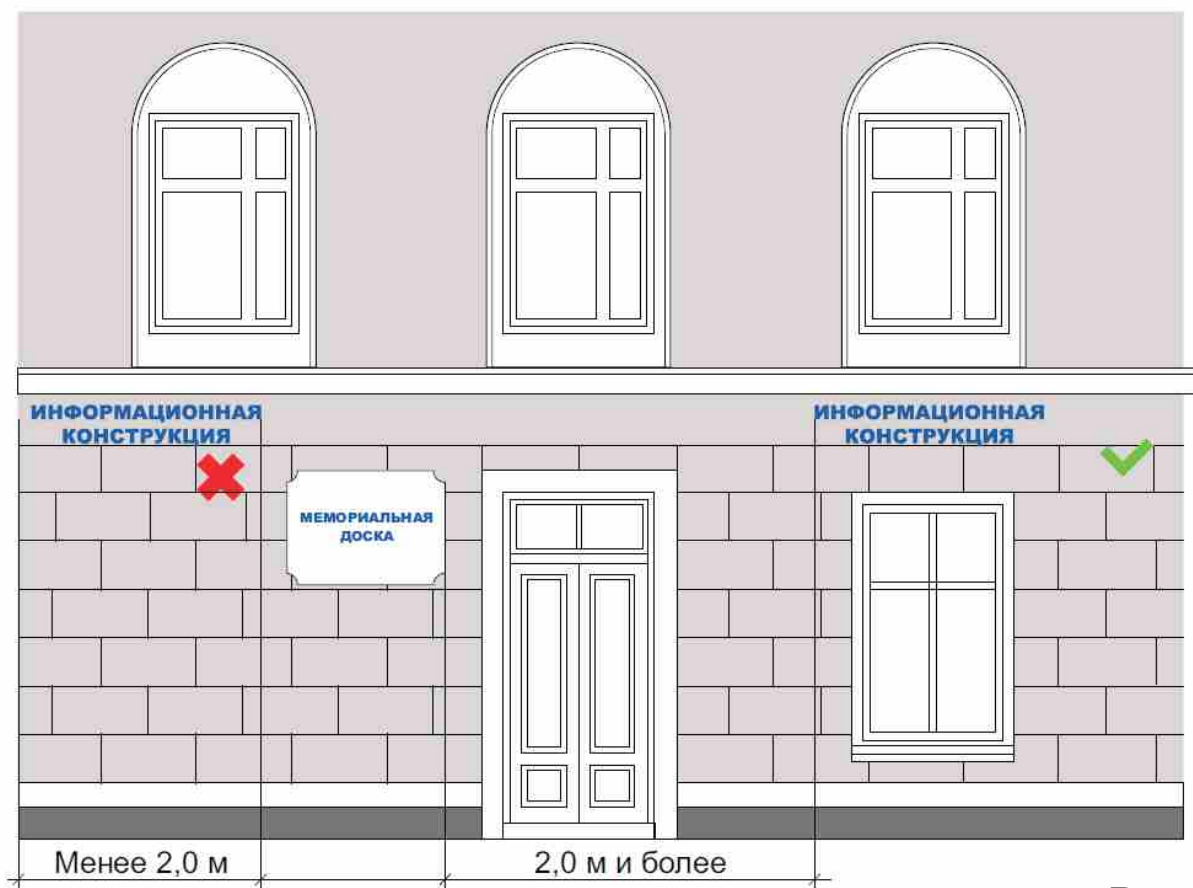 ИНФОРМАЦИОННАЯ
КОНСТРУКЦИЯ
ИНФОРМАЦИОННАЯ
КОНСТРУКЦИЯ
МЕМОРИАЛЬНАЯ
ДОСКА
Менее 2,0 м
2,0 м и более